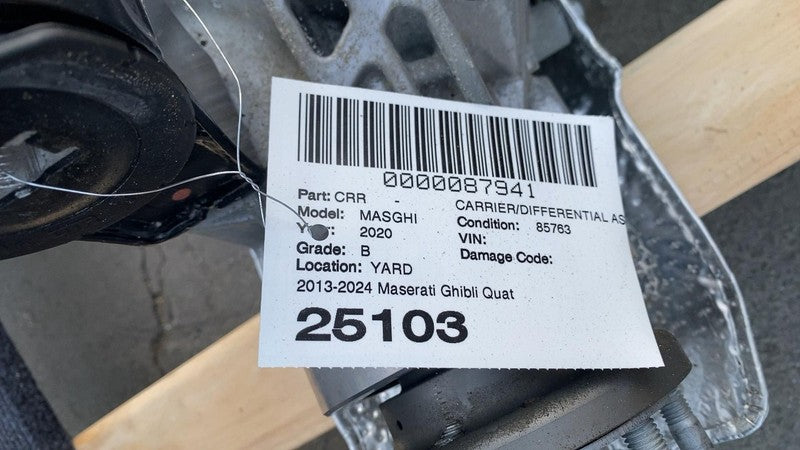 0000087941
Part: CRR - CARRIER/DIFFERENTIAL AS
Model: MASGHI Condition: 85763
2020 VIN:
Grade: B Damage Code:
Location: YARD
2013-2024 Maserati Ghibli Quat
25103